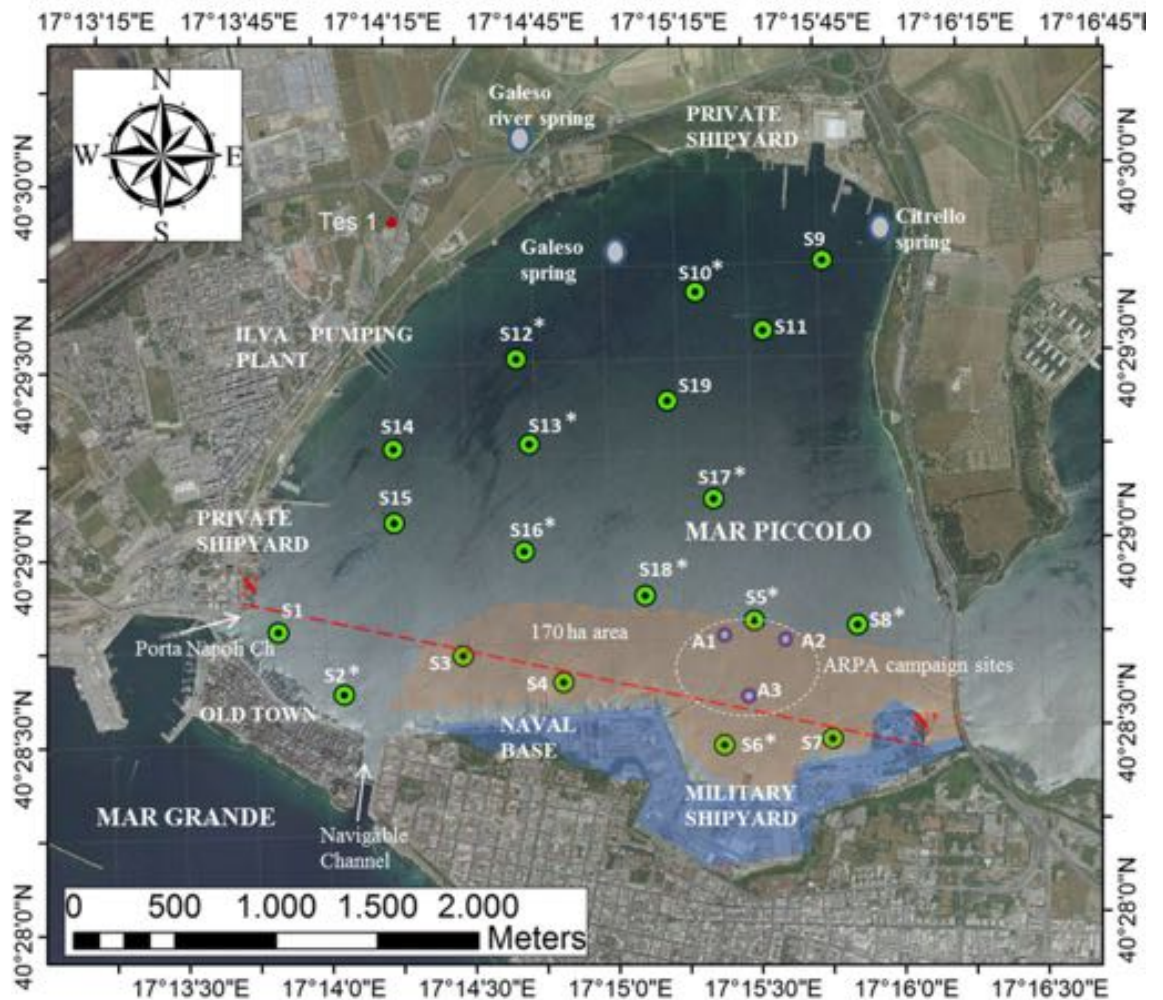 17°13'15"E 17°13'45"E 17°14'15"E 17°14'45"E 17°15'15"E 17°15'45"E 17°16'15"E 17°16'45"E
N
W E
S
Galeso
river spring
PRIVATE
SHIPYARD
40°30'0"N
40°30'0"N
Tes 1
Citrello
spring
Galeso
spring
S9
S10*
S11
ILVA PUMPING
PLANT
S12*
40°29'30"N
40°29'30"N
S19
S14
S13*
S17*
S15
PRIVATE
SHIPYARD
S16*
MAR PICCOLO
40°29'0"N
40°29'0"N
S18*
S5*
S8*
S1
170 ha area
A1
A2
Porta Napoli Ch
S3
ARPA campaign sites
S2*
S4
A3
OLD TOWN
NAVAL
BASE
S6*
S7
40°28'30"N
40°28'30"N
MILITARY
SHIPYARD
MAR GRANDE
Navigable
Channel
0 500 1.000 1.500 2.000
Meters
40°28'0"N
40°28'0"N
17°13'30"E 17°14'0"E 17°14'30"E 17°15'0"E 17°15'30"E 17°16'0"E 17°16'30"E